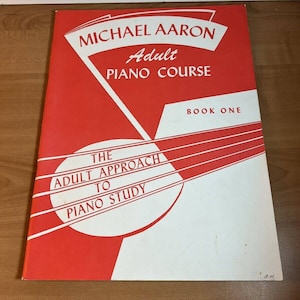 MICHAEL AARON
Adult
PIANO COURSE
BOOK ONE
THE
ADULT APPROACH
TO
PIANO STUDY